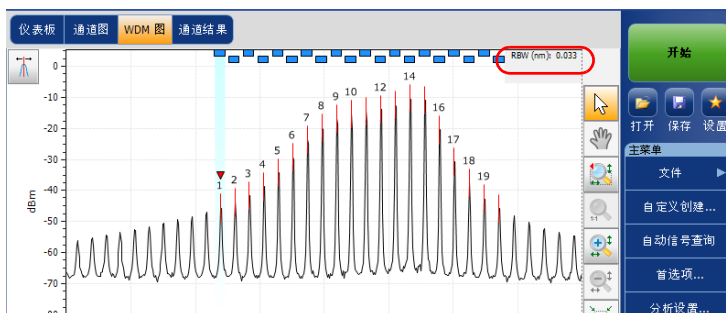 仪表板 通道图 WDM 图 通道结果
RBW (nm): 0.033
开始
0
-10
-20
-30
-40
-50
-60
-70
-80
dBm
1 2 3 4 5 6 7 8 9 10 12 14 16 17 18 19
1:1
打开 保存 设置
主菜单
文件
自定义创建...
自动信号查询
首选项...
分析设置...